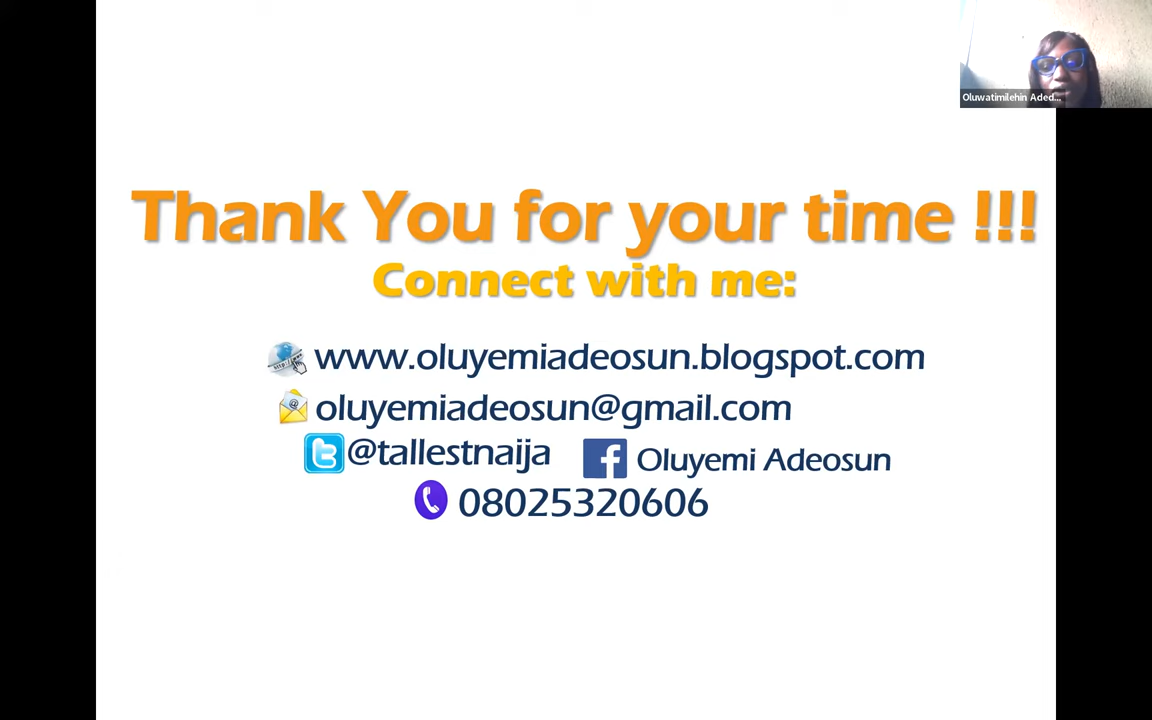 Oluwatimilehin Aded...
Thank You for your time !!!
Connect with me:
www.oluyemiadeosun.blogspot.com
oluyemiadeosun@gmail.com
@tallestnaija Oluyemi Adeosun
08025320606